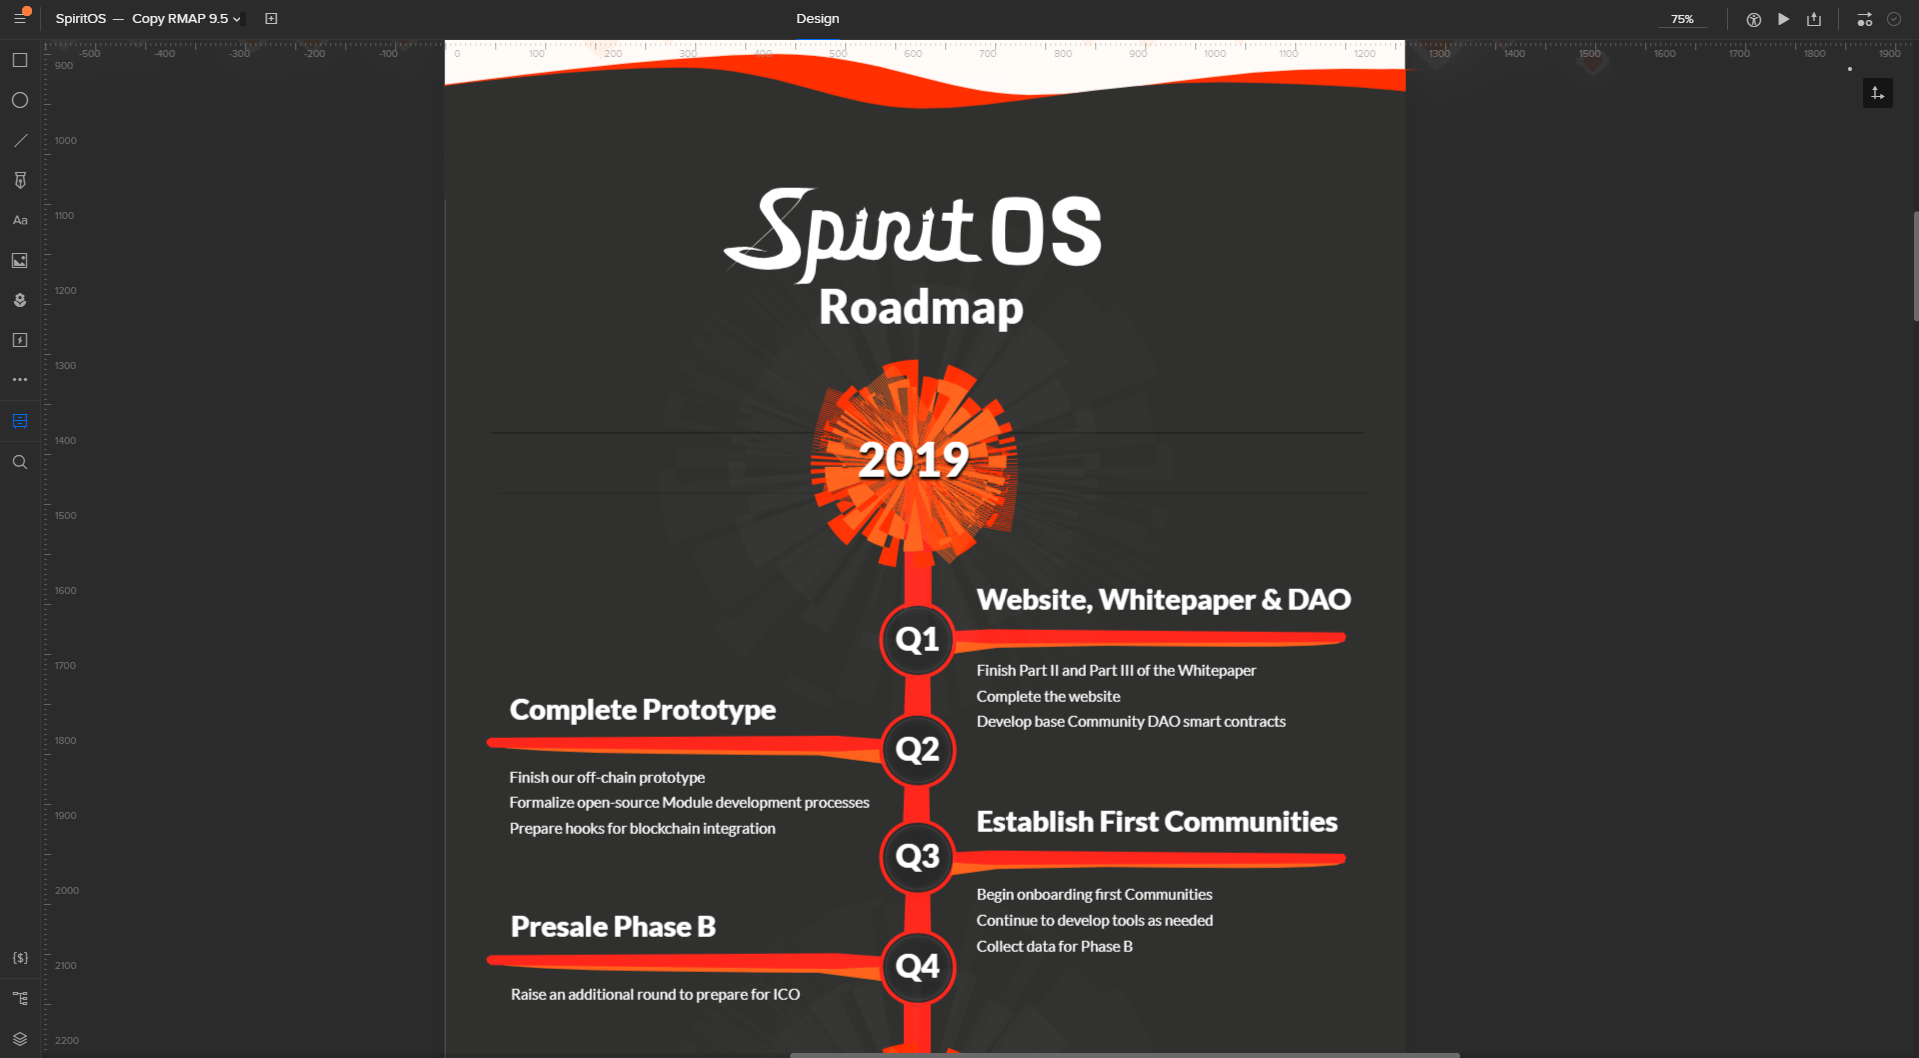 SpiritOS — Copy RMAP 9.5
Design
75%
-500 -400 -300 -200 -100 0 100 200 300 400 500 600 700 800 900 1000 1100 1200 1300 1400 1500 1600 1700 1800 1900
900
1000
1100
1200
1300
1400
1500
1600
1700
1800
1900
2000
2100
2200
Aa
{$}
Spirit OS
Roadmap
2019
Q1
Website, Whitepaper & DAO
Finish Part II and Part III of the Whitepaper
Complete the website
Develop base Community DAO smart contracts
Complete Prototype
Q2
Finish our off-chain prototype
Formalize open-source Module development processes
Prepare hooks for blockchain integration
Establish First Communities
Q3
Begin onboarding first Communities
Continue to develop tools as needed
Collect data for Phase B
Presale Phase B
Q4
Raise an additional round to prepare for ICO